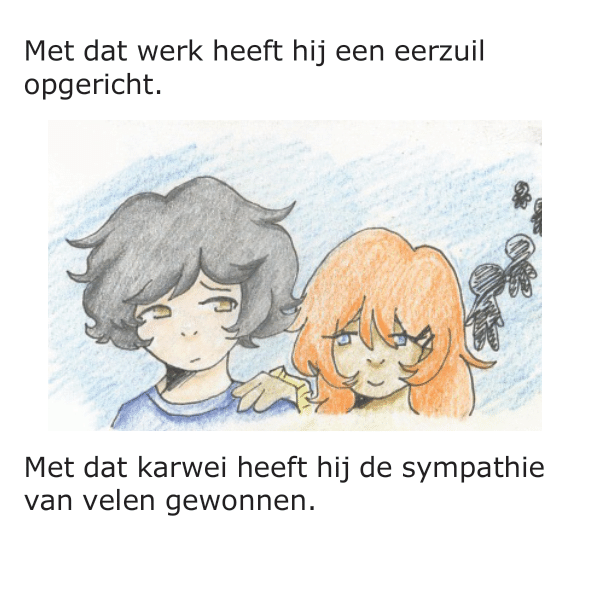 Met dat werk heeft hij een eerzuil
opgericht.
Met dat karwei heeft hij de sympathie
van velen gewonnen.